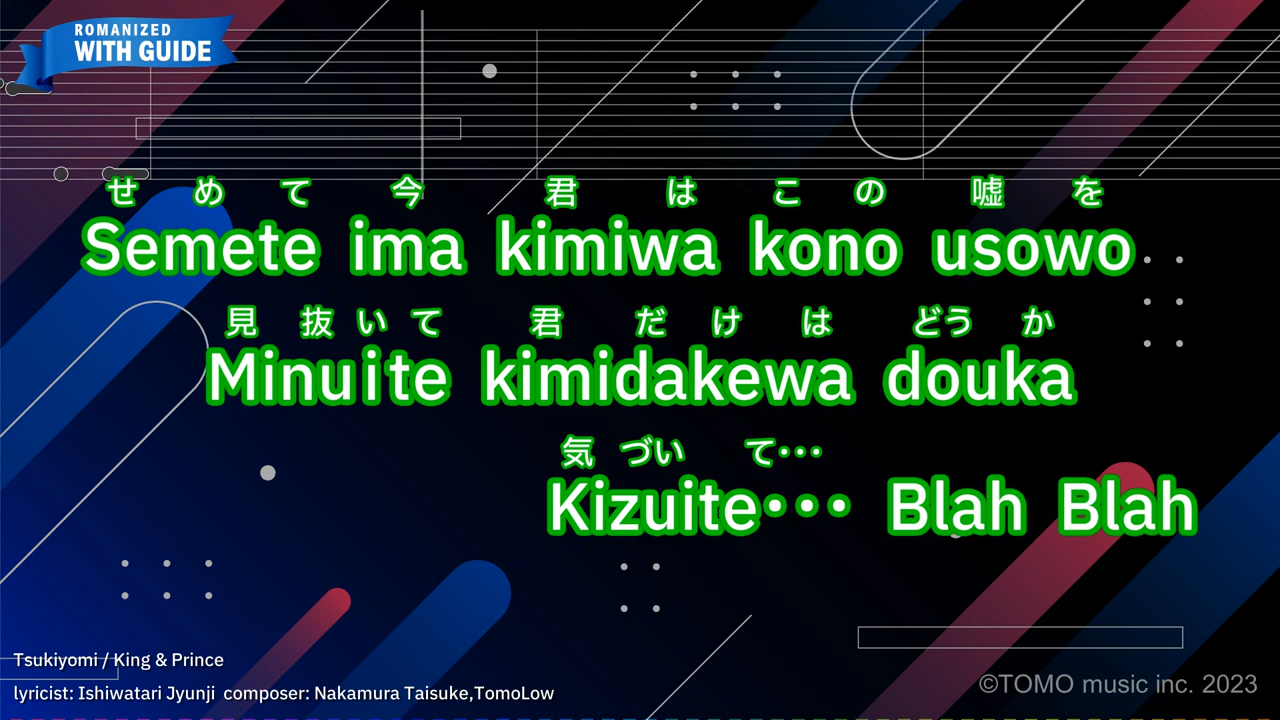 ROMANIZED
WITH GUIDE
せめて 今 君は この 嘘を
Semete ima kimiwa kono usowo
見抜いて 君だけは どうか
Minuite kimidakewa douka
気づいて・・・
Kizuite・・・ Blah Blah
Tsukiyomi / King & Prince
lyricist: Ishiwatari Jyunji composer: Nakamura Taisuke,TomoLow
©TOMO music inc. 2023